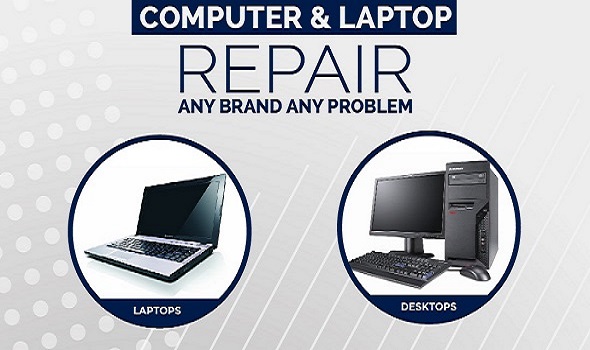 COMPUTER & LAPTOP
REPAIR
ANY BRAND ANY PROBLEM
LAPTOPS
DESKTOPS